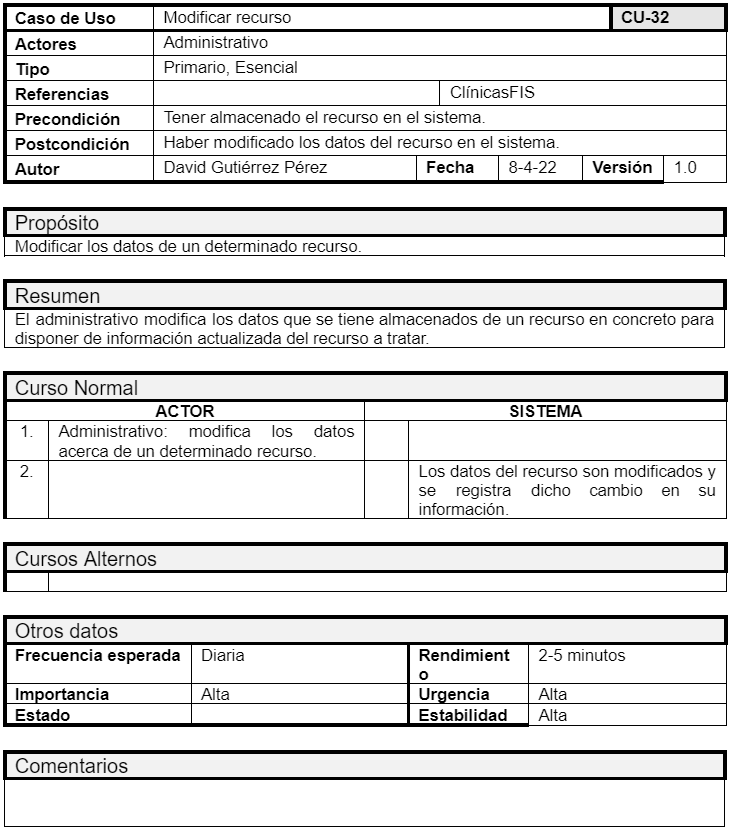 Caso de Uso Modificar recurso CU-32
Actores Administrativo
Tipo Primario, Esencial
Referencias ClínicasFIS
Precondición Tener almacenado el recurso en el sistema.
Postcondición Haber modificado los datos del recurso en el sistema.
Autor David Gutiérrez Pérez Fecha 8-4-22 Versión 1.0
Propósito
Modificar los datos de un determinado recurso.
Resumen
El administrativo modifica los datos que se tiene almacenados de un recurso en concreto para
disponer de información actualizada del recurso a tratar.
Curso Normal
ACTOR SISTEMA
1. Administrativo: modifica los datos
acerca de un determinado recurso.
2. Los datos del recurso son modificados y
se registra dicho cambio en su
información.
Cursos Alternos
Otros datos
Frecuencia esperada Diaria Rendimient
o 2-5 minutos
Importancia Alta Urgencia Alta
Estado Estabilidad Alta
Comentarios